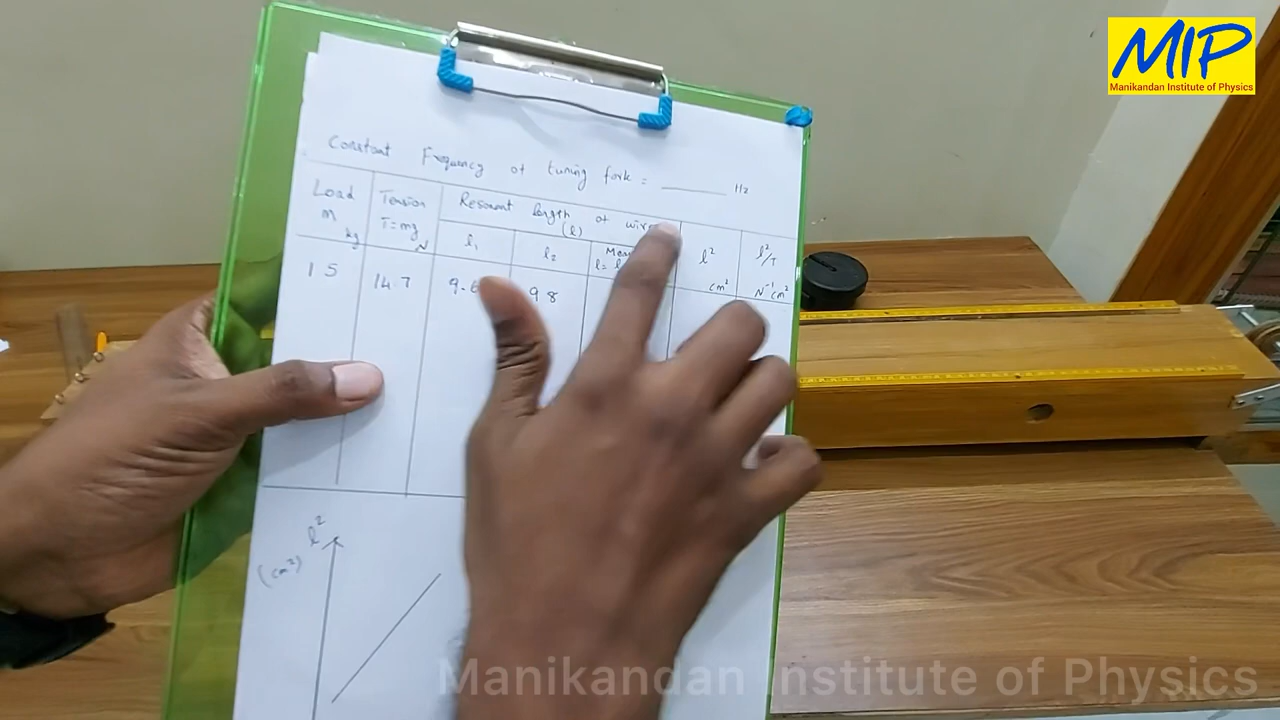 MIP
Manikandan Institute of Physics
Constant Frequency of tuning fork = ______ Hz
Load m kg
Tension T=mg N
Resonant length of wire (l)
l₁
l₂
l²
cm²
l²/T
N⁻¹cm²
1.5
14.7
9.8
l²
(cm²)
Manikandan Institute of Physics